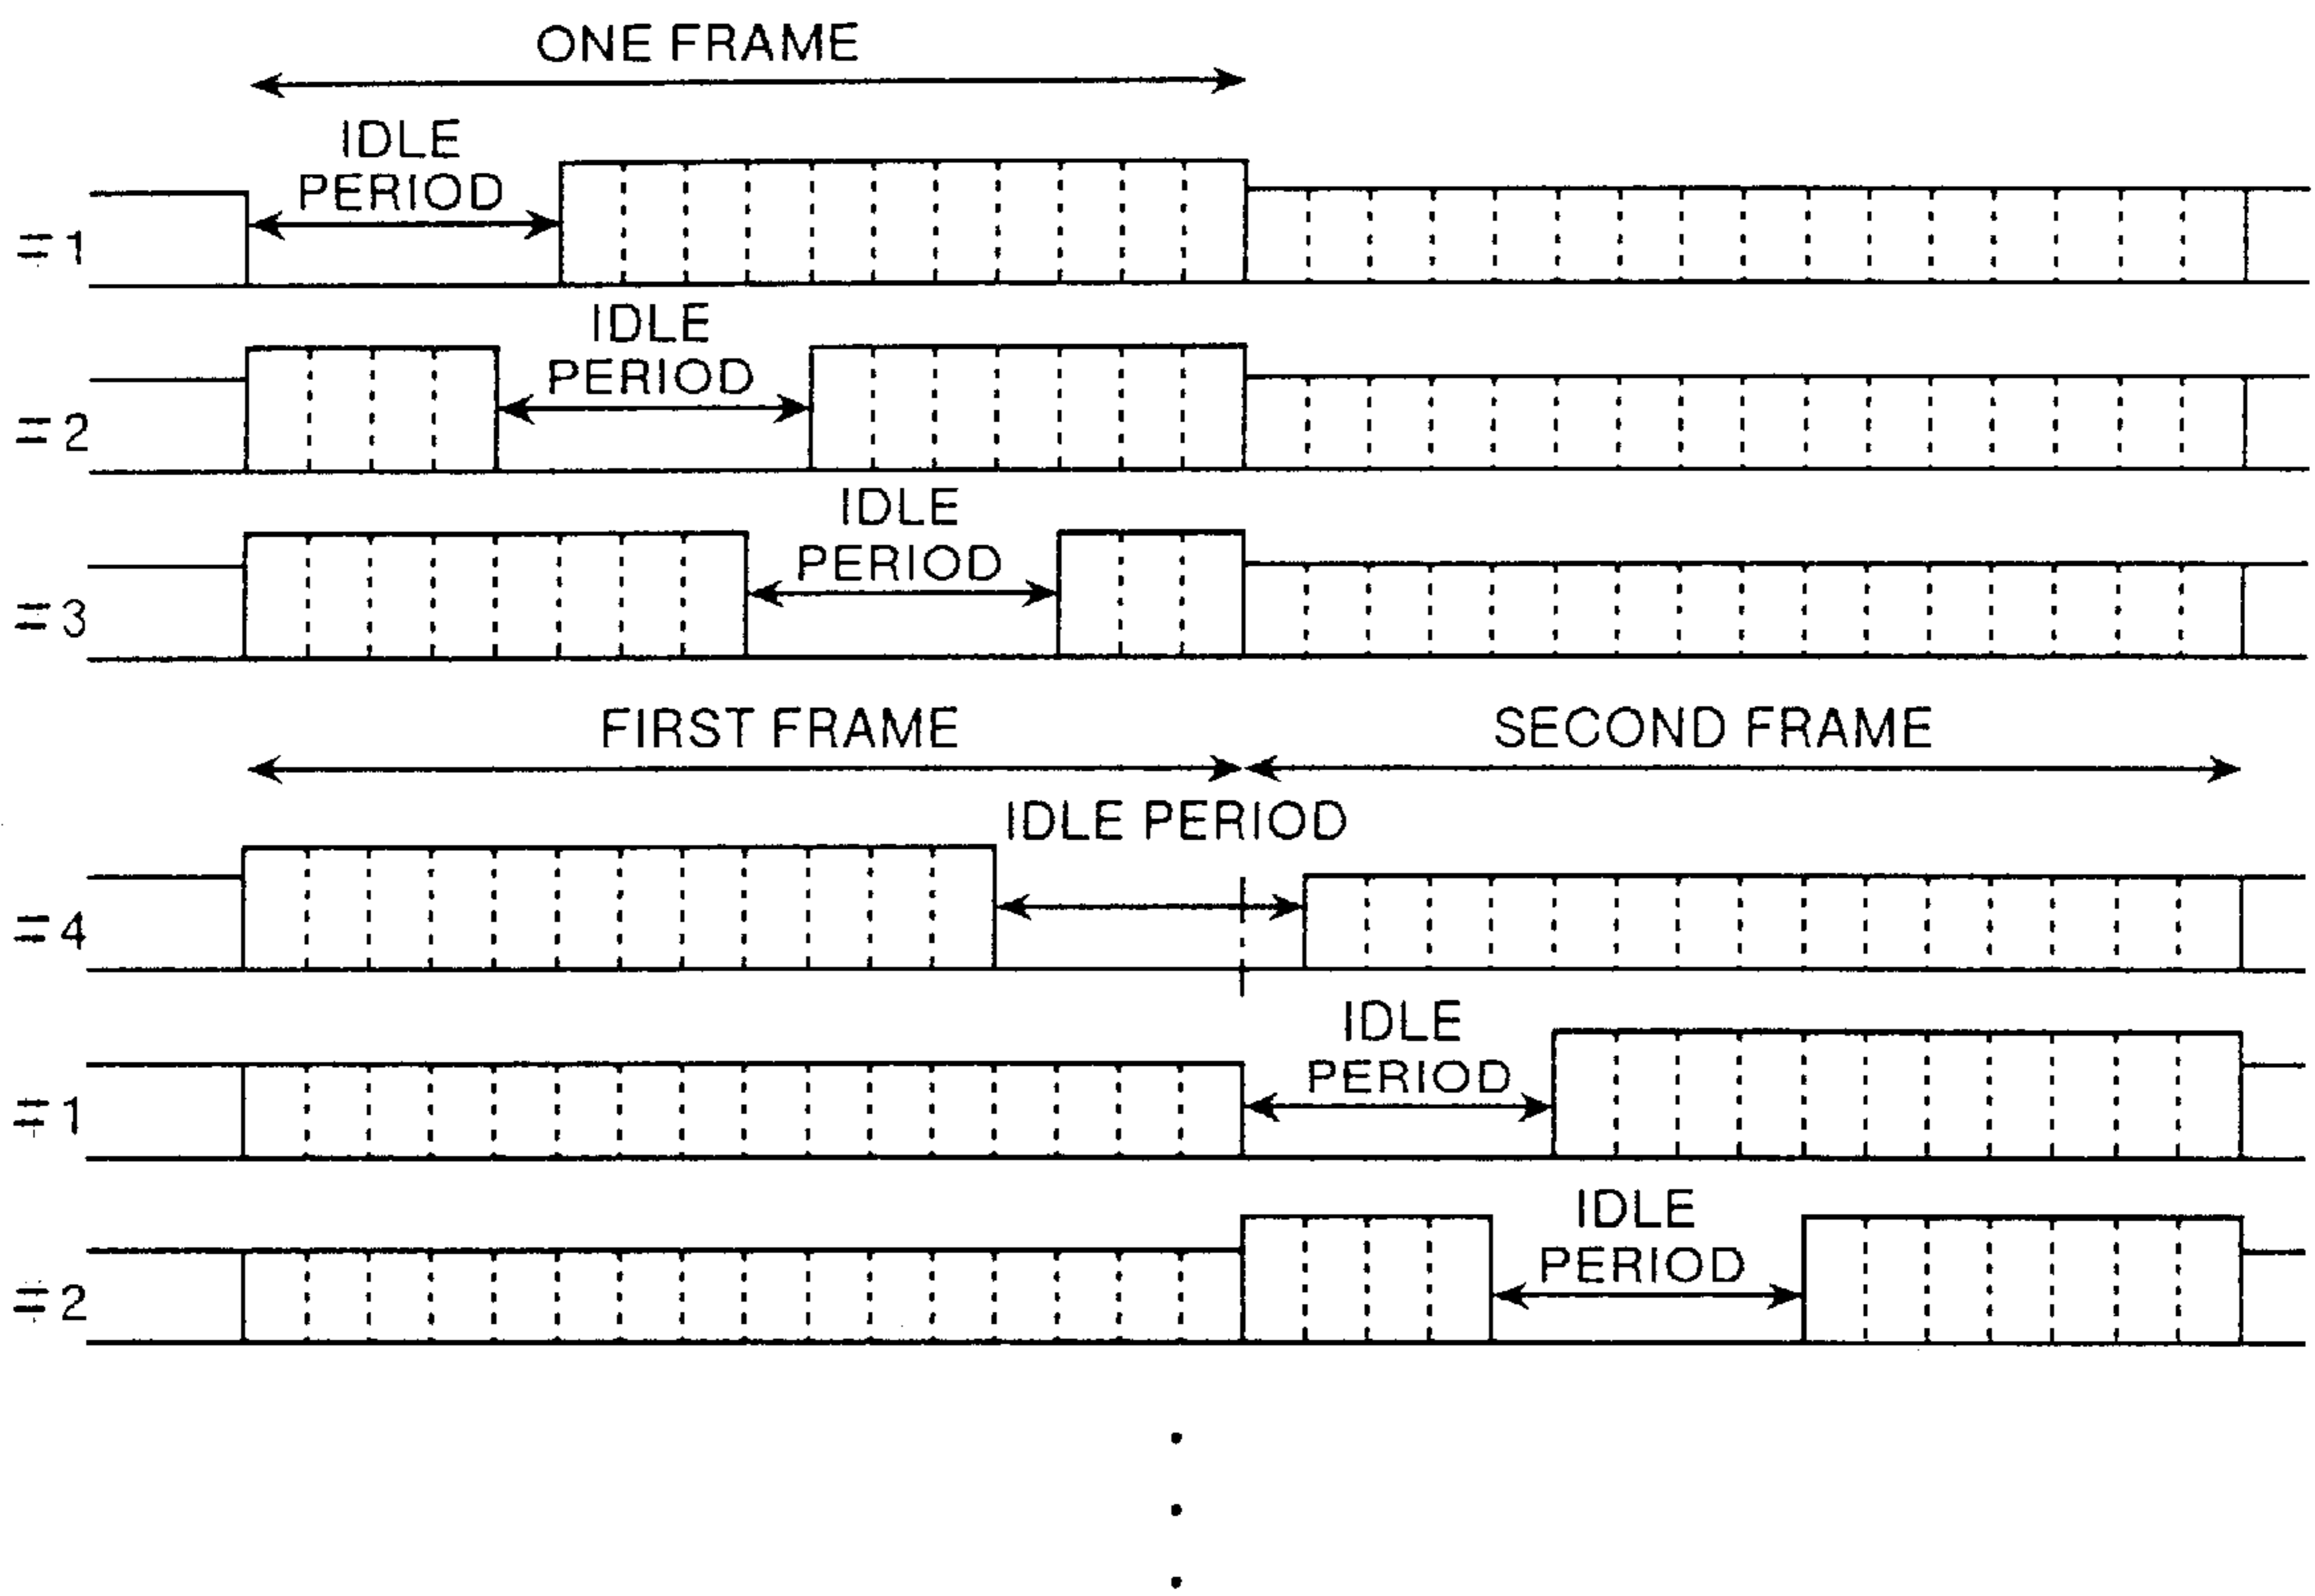 ONE FRAME
IDLE
PERIOD
#1
IDLE
PERIOD
#2
IDLE
PERIOD
#3
FIRST FRAME
SECOND FRAME
IDLE PERIOD
#4
IDLE
PERIOD
#1
IDLE
PERIOD
#2